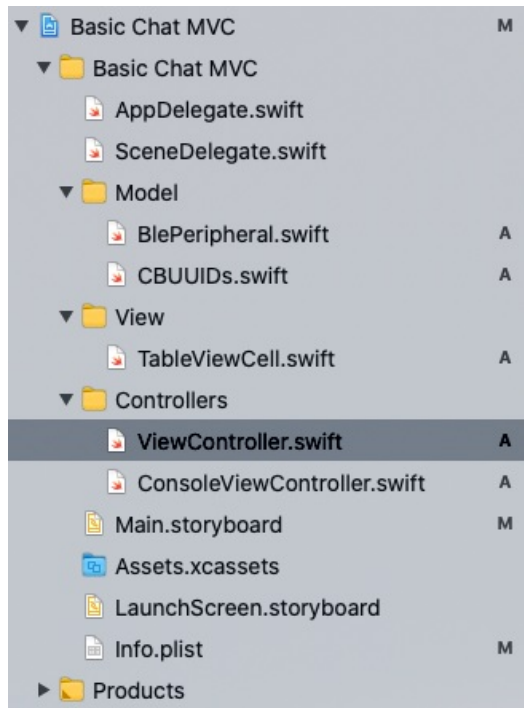 Basic Chat MVC M
Basic Chat MVC
AppDelegate.swift
SceneDelegate.swift
Model
BlePeripheral.swift A
CBUUIDs.swift A
View
TableViewCell.swift A
Controllers
ViewController.swift A
ConsoleViewController.swift A
Main.storyboard M
Assets.xcassets
LaunchScreen.storyboard
Info.plist M
Products